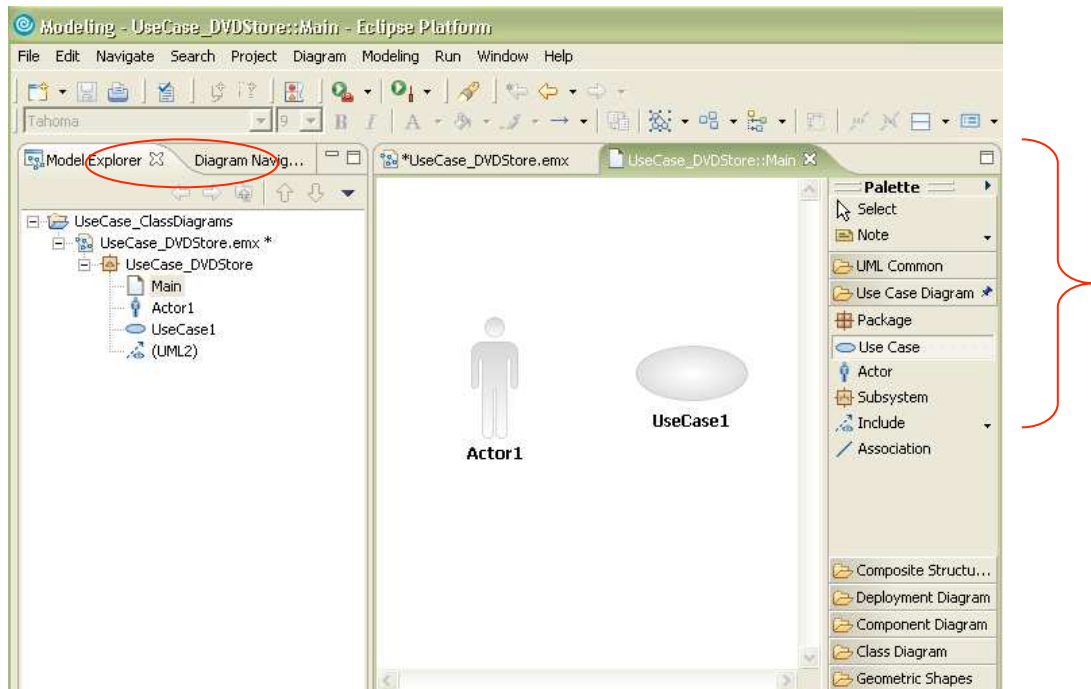 Modeling - UseCase_DVDStore::Main - Eclipse Platform
File Edit Navigate Search Project Diagram Modeling Run Window Help
Tahoma 9 B I A
Model Explorer Diagram Navig...
UseCase_ClassDiagrams
UseCase_DVDStore.emx *
UseCase_DVDStore
Main
Actor1
UseCase1
(UML2)
*UseCase_DVDStore.emx UseCase_DVDStore::Main
Actor1
UseCase1
Palette
Select
Note
UML Common
Use Case Diagram
Package
Use Case
Actor
Subsystem
Include
Association
Composite Structu...
Deployment Diagram
Component Diagram
Class Diagram
Geometric Shapes